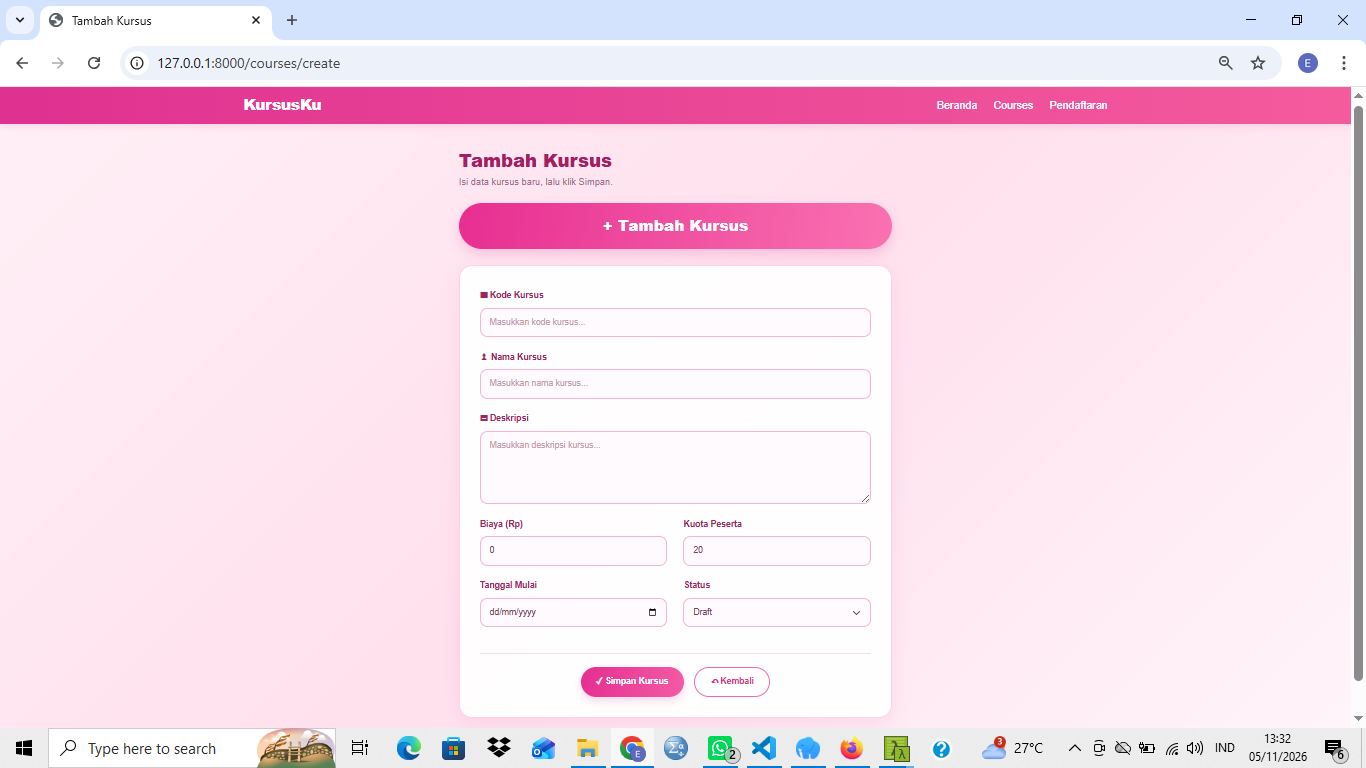 Tambah Kursus
127.0.0.1:8000/courses/create
E
KursusKu
Beranda Courses Pendaftaran
Tambah Kursus
Isi data kursus baru, lalu klik Simpan.
+ Tambah Kursus
Kode Kursus
Masukkan kode kursus...
Nama Kursus
Masukkan nama kursus...
Deskripsi
Masukkan deskripsi kursus...
Biaya (Rp) Kuota Peserta
0 20
Tanggal Mulai Status
dd/mm/yyyy Draft
✓ Simpan Kursus Kembali
Type here to search
E
2
3
27°C
IND
13:32
05/11/2026
6